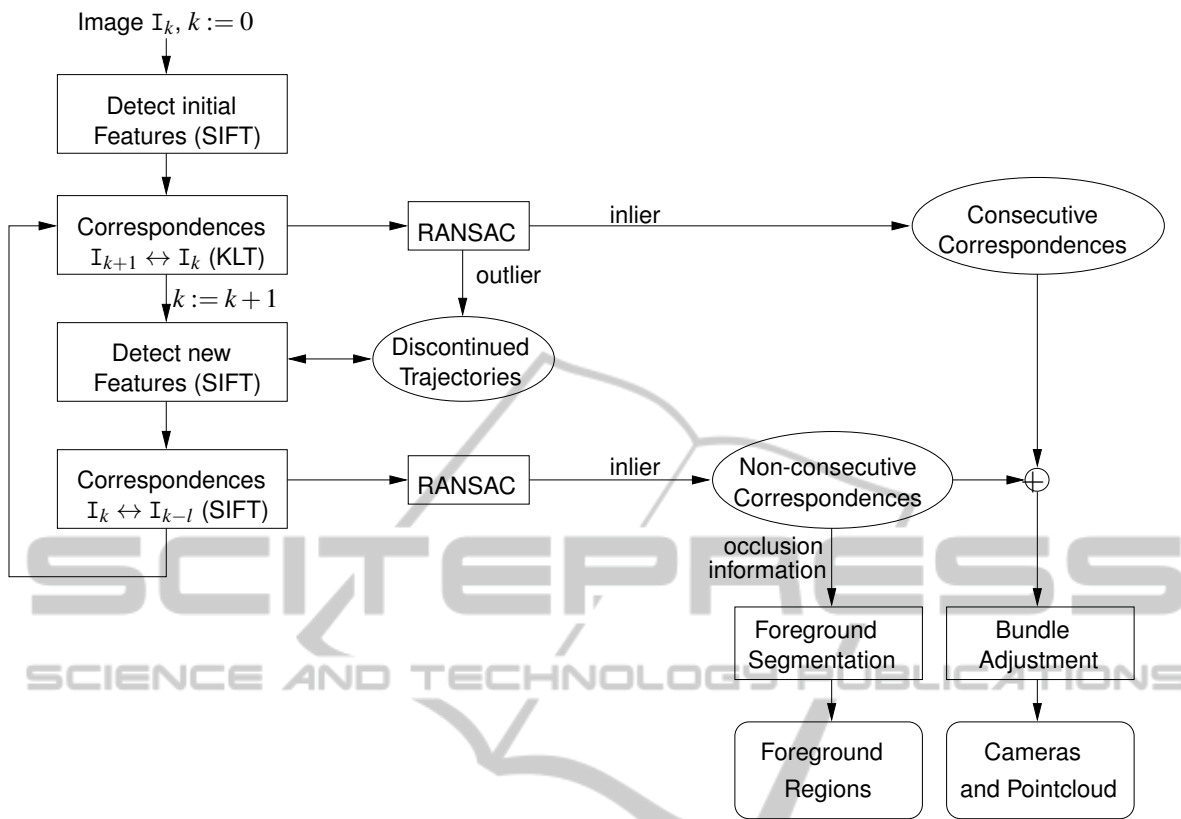 Image I_k, k := 0
Detect initial
Features (SIFT)
Correspondences
I_{k+1} ↔ I_k (KLT)
RANSAC
inlier
Consecutive
Correspondences
outlier
k := k + 1
Detect new
Features (SIFT)
Discontinued
Trajectories
Correspondences
I_k ↔ I_{k−l} (SIFT)
RANSAC
inlier
Non-consecutive
Correspondences
+
occlusion
information
SCITEPRESS
SCIENCE AND TECHNOLOGY PUBLICATIONS
Foreground
Segmentation
Bundle
Adjustment
Foreground
Regions
Cameras
and Pointcloud